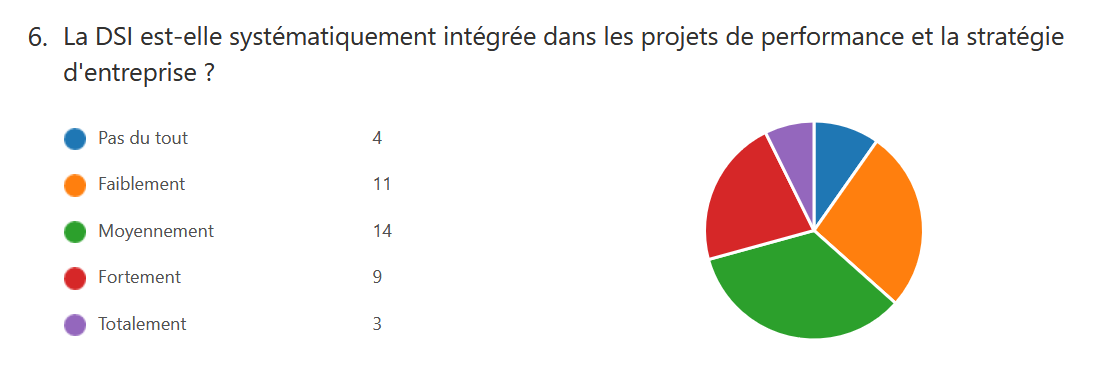 6. La DSI est-elle systématiquement intégrée dans les projets de performance et la stratégie
d'entreprise ?
Pas du tout 4
Faiblement 11
Moyennement 14
Fortement 9
Totalement 3